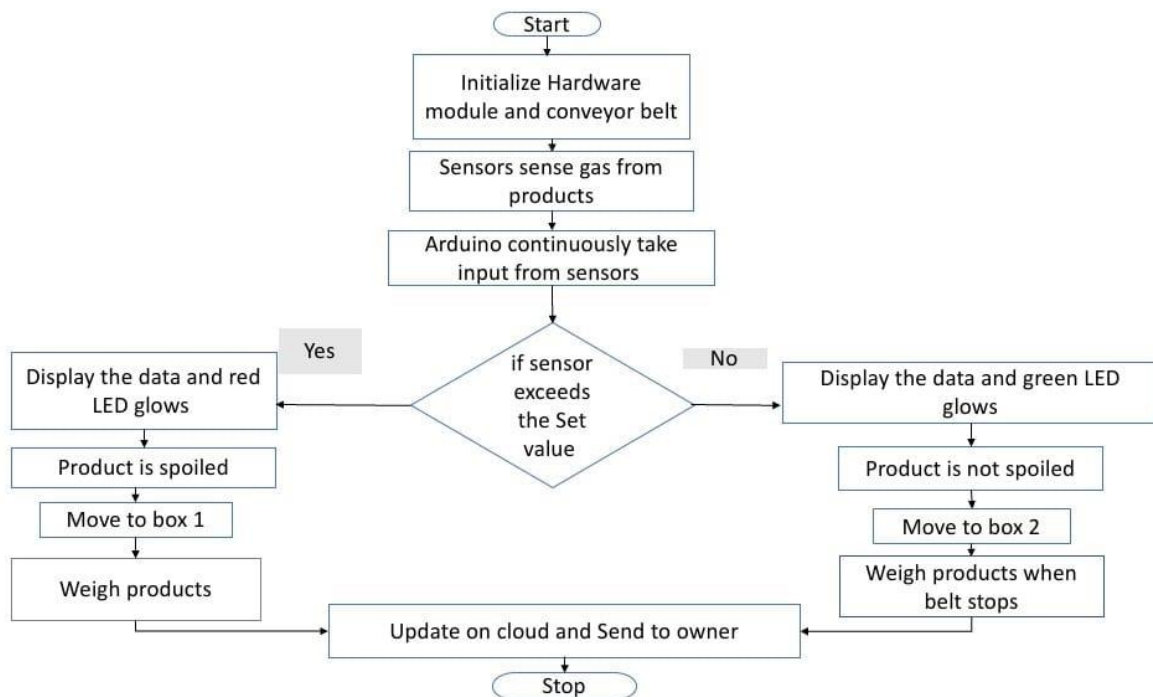 Start
Initialize Hardware
module and conveyor belt
Sensors sense gas from
products
Arduino continuously take
input from sensors
if sensor
exceeds
the Set
value
Yes
Display the data and red
LED glows
Product is spoiled
Move to box 1
Weigh products
No
Display the data and green LED
glows
Product is not spoiled
Move to box 2
Weigh products when
belt stops
Update on cloud and Send to owner
Stop